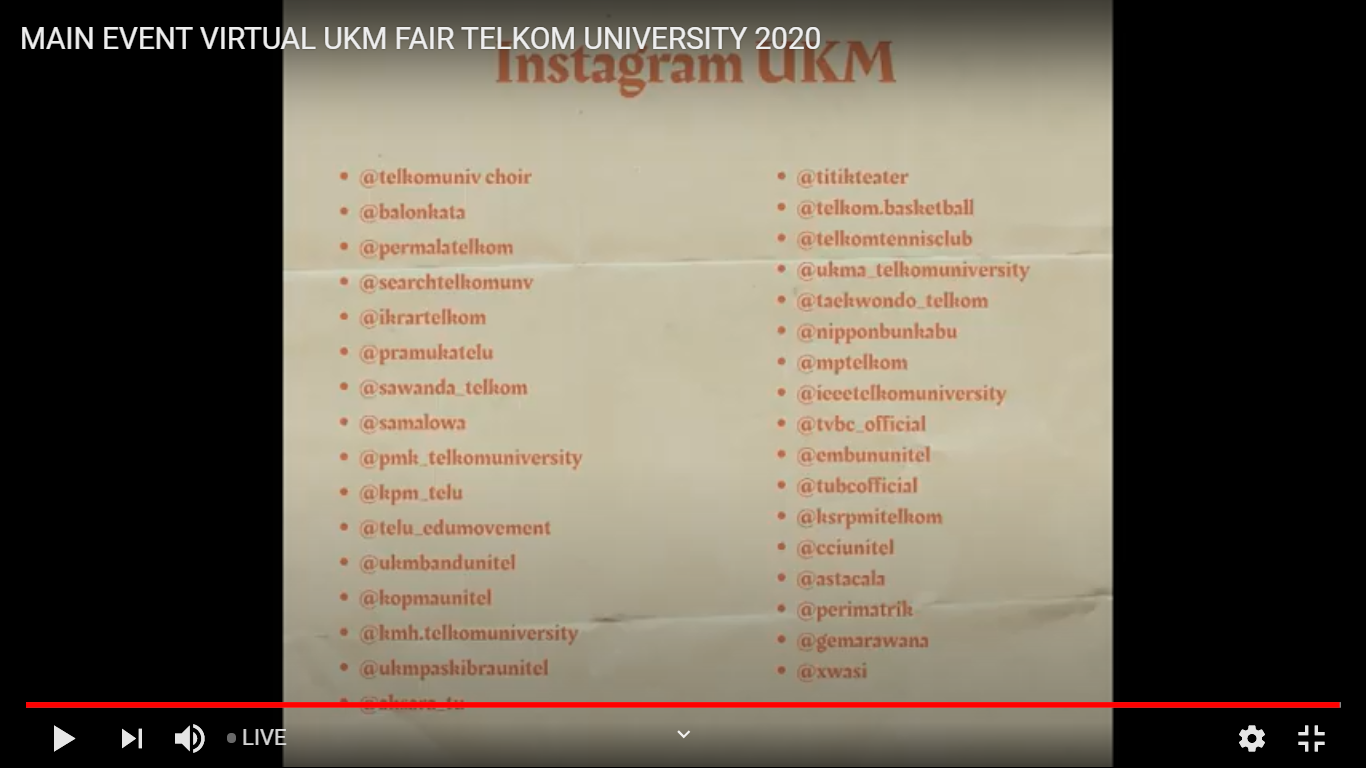 MAIN EVENT VIRTUAL UKM FAIR TELKOM UNIVERSITY 2020
Instagram UKM
• @telkomuniv choir
• @balonkata
• @permalatelkom
• @searchtelkomunv
• @ikrartelkom
• @pramukatelu
• @sawanda_telkom
• @samalowa
• @pmk_telkomuniversity
• @kpm_telu
• @telu_edumovement
• @ukmbandunitel
• @kopmaunitel
• @kmh.telkomuniversity
• @ukmpaskibraunitel
• @aksara_tu
• @titikteater
• @telkom.basketball
• @telkomtennisclub
• @ukma_telkomuniversity
• @taekwondo_telkom
• @nipponbunkabu
• @mptelkom
• @ieeetelkomuniversity
• @tvbc_official
• @embununitel
• @tubcofficial
• @ksrpmitelkom
• @cciunitel
• @astacala
• @perimatrik
• @gemarawana
• @xwasi
LIVE